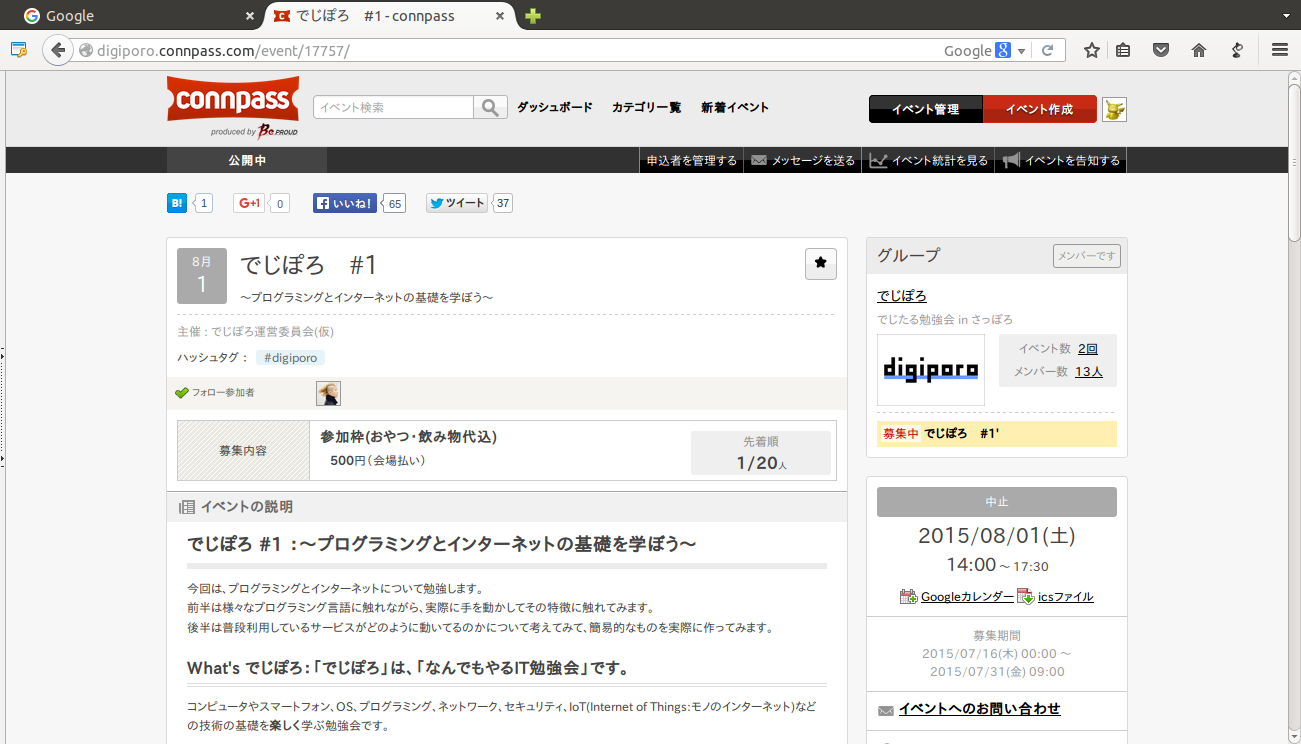 Google
でじぽろ　#1 - connpass
digiporo.connpass.com/event/17757/
Google
connpass
produced by Be PROUD
イベント検索
ダッシュボード
カテゴリ一覧
新着イベント
イベント管理
イベント作成
公開中
申込者を管理する
メッセージを送る
イベント統計を見る
イベントを告知する
B! 1
G+1 0
いいね! 65
ツイート 37
8月
1
でじぽろ　#1
～プログラミングとインターネットの基礎を学ぼう～
主催 : でじぽろ運営委員会(仮)
ハッシュタグ :
#digiporo
フォロー参加者
募集内容
参加枠(おやつ・飲み物代込)
500円 (会場払い)
先着順
1/20人
イベントの説明
でじぽろ #1 ：～プログラミングとインターネットの基礎を学ぼう～
今回は、プログラミングとインターネットについて勉強します。
前半は様々なプログラミング言語に触れながら、実際に手を動かしてその特徴に触れてみます。
後半は普段利用しているサービスがどのように動いてるのかについて考えてみて、簡易的なものを実際に作ってみます。
What's でじぽろ：「でじぽろ」は、「なんでもやるIT勉強会」です。
コンピュータやスマートフォン、OS、プログラミング、ネットワーク、セキュリティ、IoT(Internet of Things:モノのインターネット)など
の技術の基礎を楽しく学ぶ勉強会です。
グループ
メンバーです
でじぽろ
でじたる勉強会 in さっぽろ
digiporo
イベント数 2回
メンバー数 13人
募集中 でじぽろ　#1'
中止
2015/08/01(土)
14:00 ～ 17:30
Googleカレンダー
icsファイル
募集期間
2015/07/16(木) 00:00 ～
2015/07/31(金) 09:00
イベントへのお問い合わせ